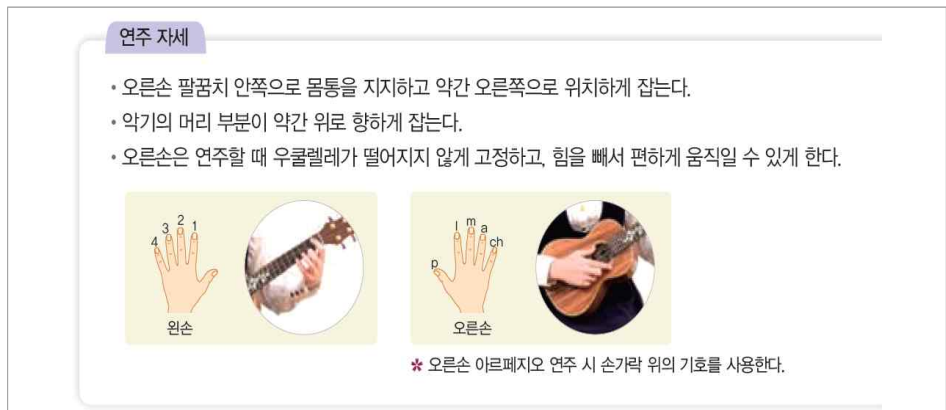 연주 자세
• 오른손 팔꿈치 안쪽으로 몸통을 지지하고 약간 오른쪽으로 위치하게 잡는다.
• 악기의 머리 부분이 약간 위로 향하게 잡는다.
• 오른손은 연주할 때 우쿨렐레가 떨어지지 않게 고정하고, 힘을 빼서 편하게 움직일 수 있게 한다.
4 3 2 1
왼손
p l m a ch
오른손
* 오른손 아르페지오 연주 시 손가락 위의 기호를 사용한다.